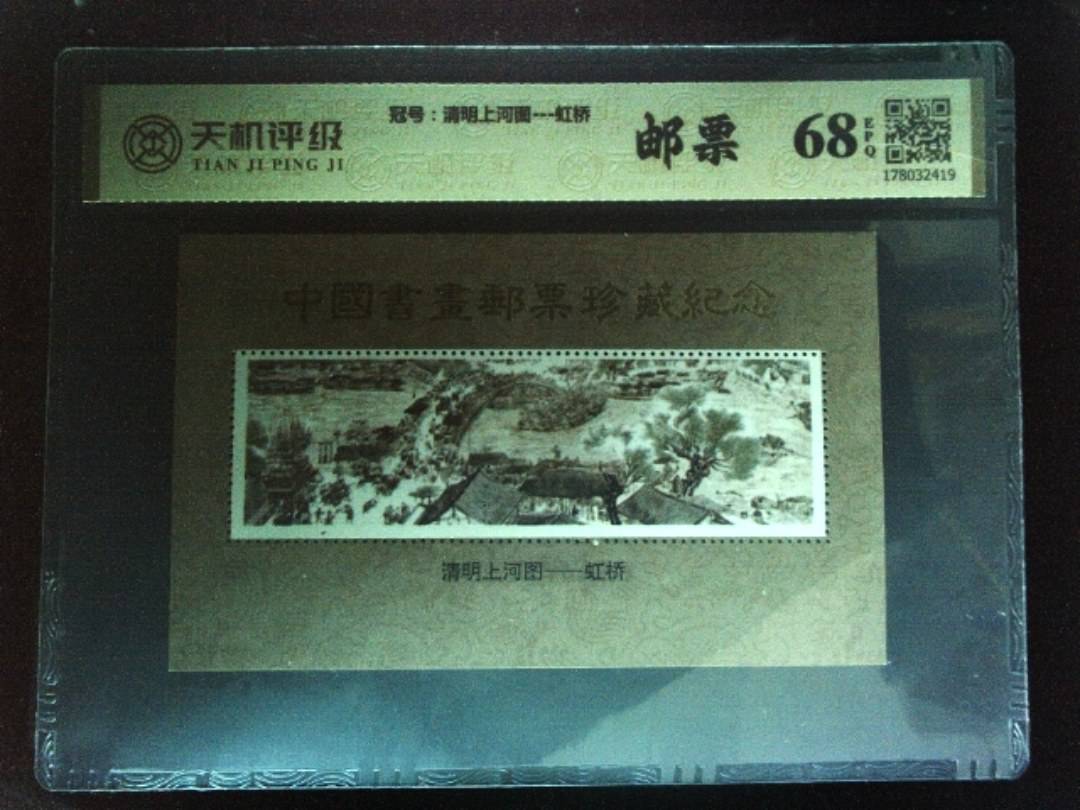 天机评级
TIAN JI PING JI
冠号：清明上河图---虹桥
邮票
68
EPQ
178032419
中國書畫郵票珍藏紀念
清明上河图——虹桥